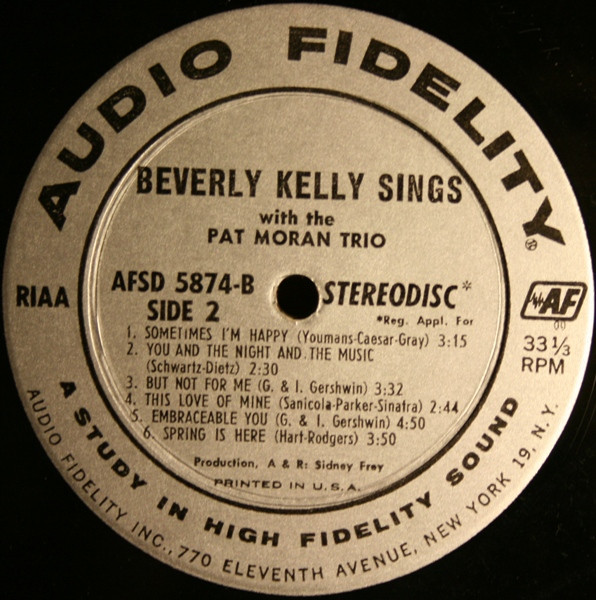 AUDIO FIDELITY®
BEVERLY KELLY SINGS
with the
PAT MORAN TRIO
RIAA
AFSD 5874-B
SIDE 2
STEREODISC*
*Reg. Appl. For
AF
00
33⅓
RPM
1. SOMETIMES I'M HAPPY (Youmans-Caesar-Gray) 3:15
2. YOU AND THE NIGHT AND THE MUSIC
(Schwartz-Dietz) 2:30
3. BUT NOT FOR ME (G. & I. Gershwin) 3:32
4. THIS LOVE OF MINE (Sanicola-Parker-Sinatra) 2:44
5. EMBRACEABLE YOU (G. & I. Gershwin) 4:50
6. SPRING IS HERE (Hart-Rodgers) 3:50
Production, A & R: Sidney Frey
PRINTED IN U.S.A.
A STUDY IN HIGH FIDELITY SOUND
AUDIO FIDELITY INC., 770 ELEVENTH AVENUE, NEW YORK 19, N.Y.